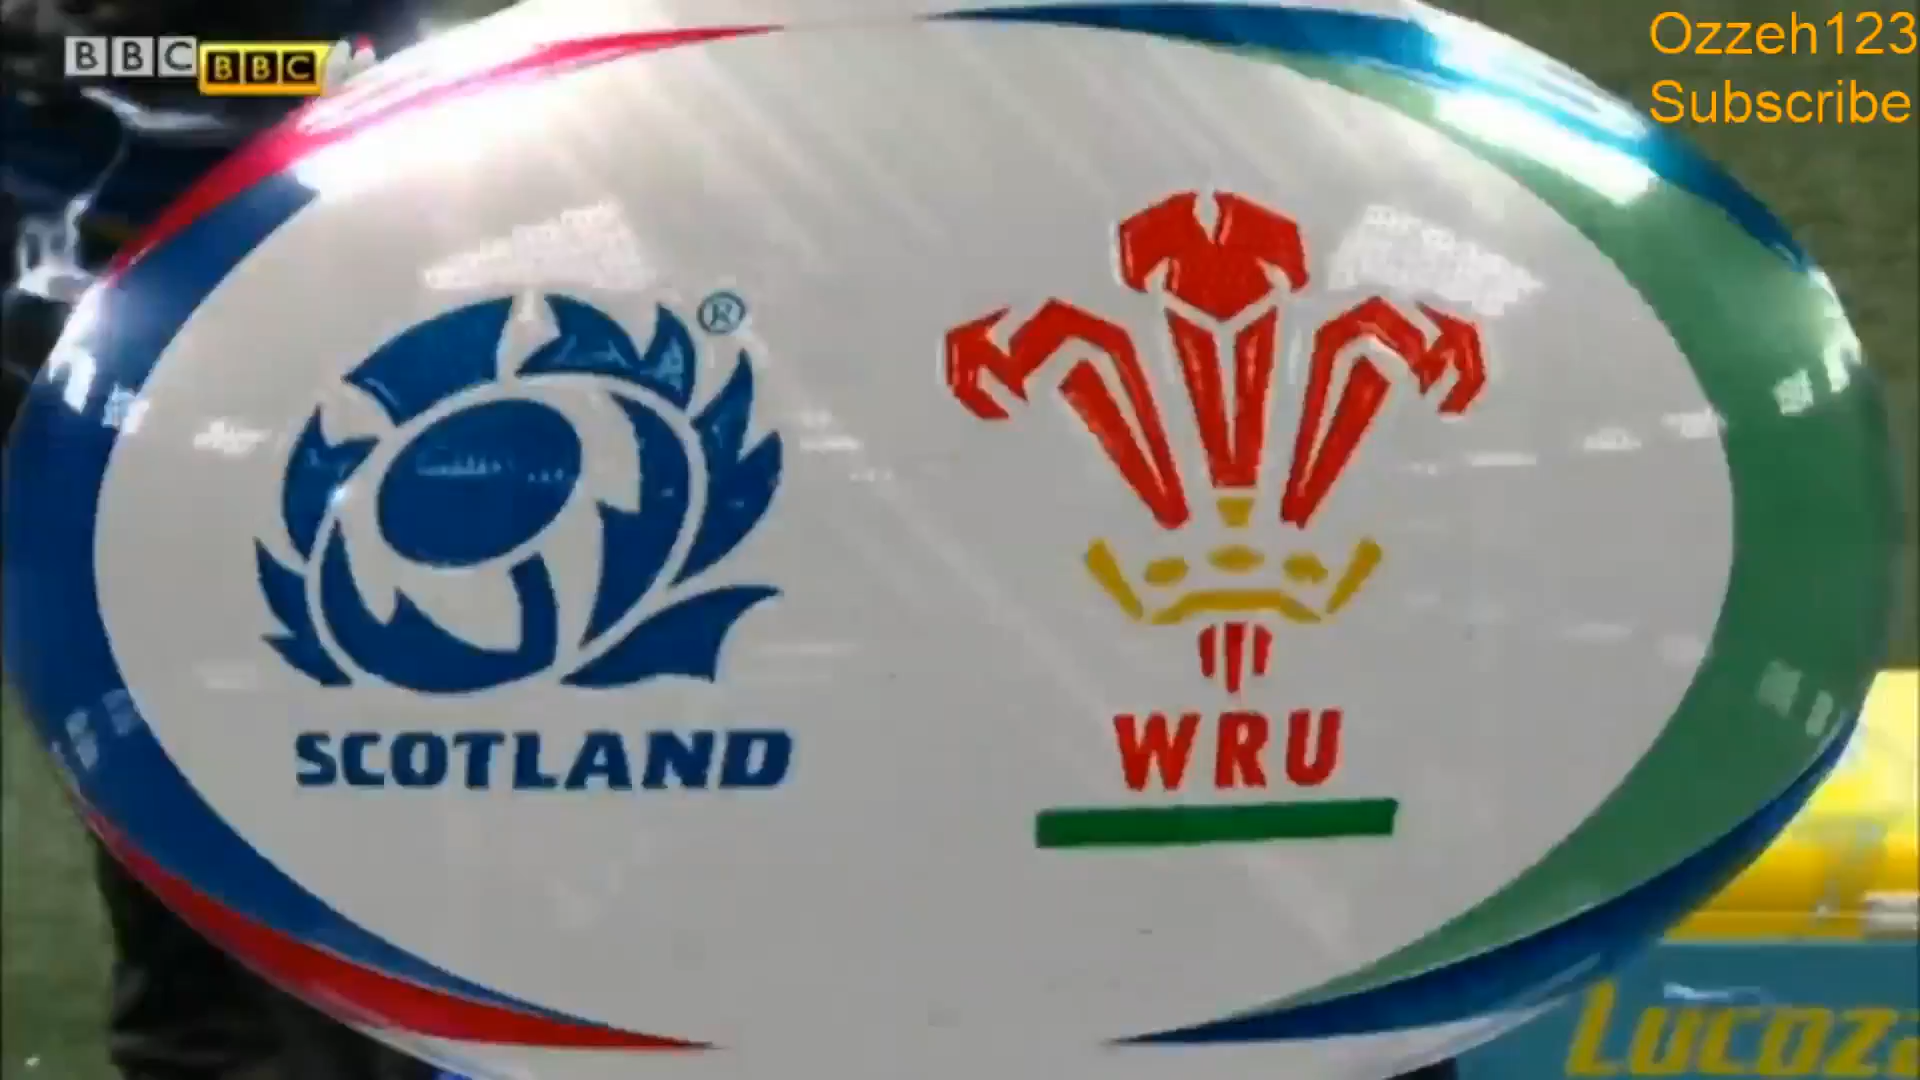 BBC
BBC
Ozzeh123
Subscribe
®
SCOTLAND
WRU